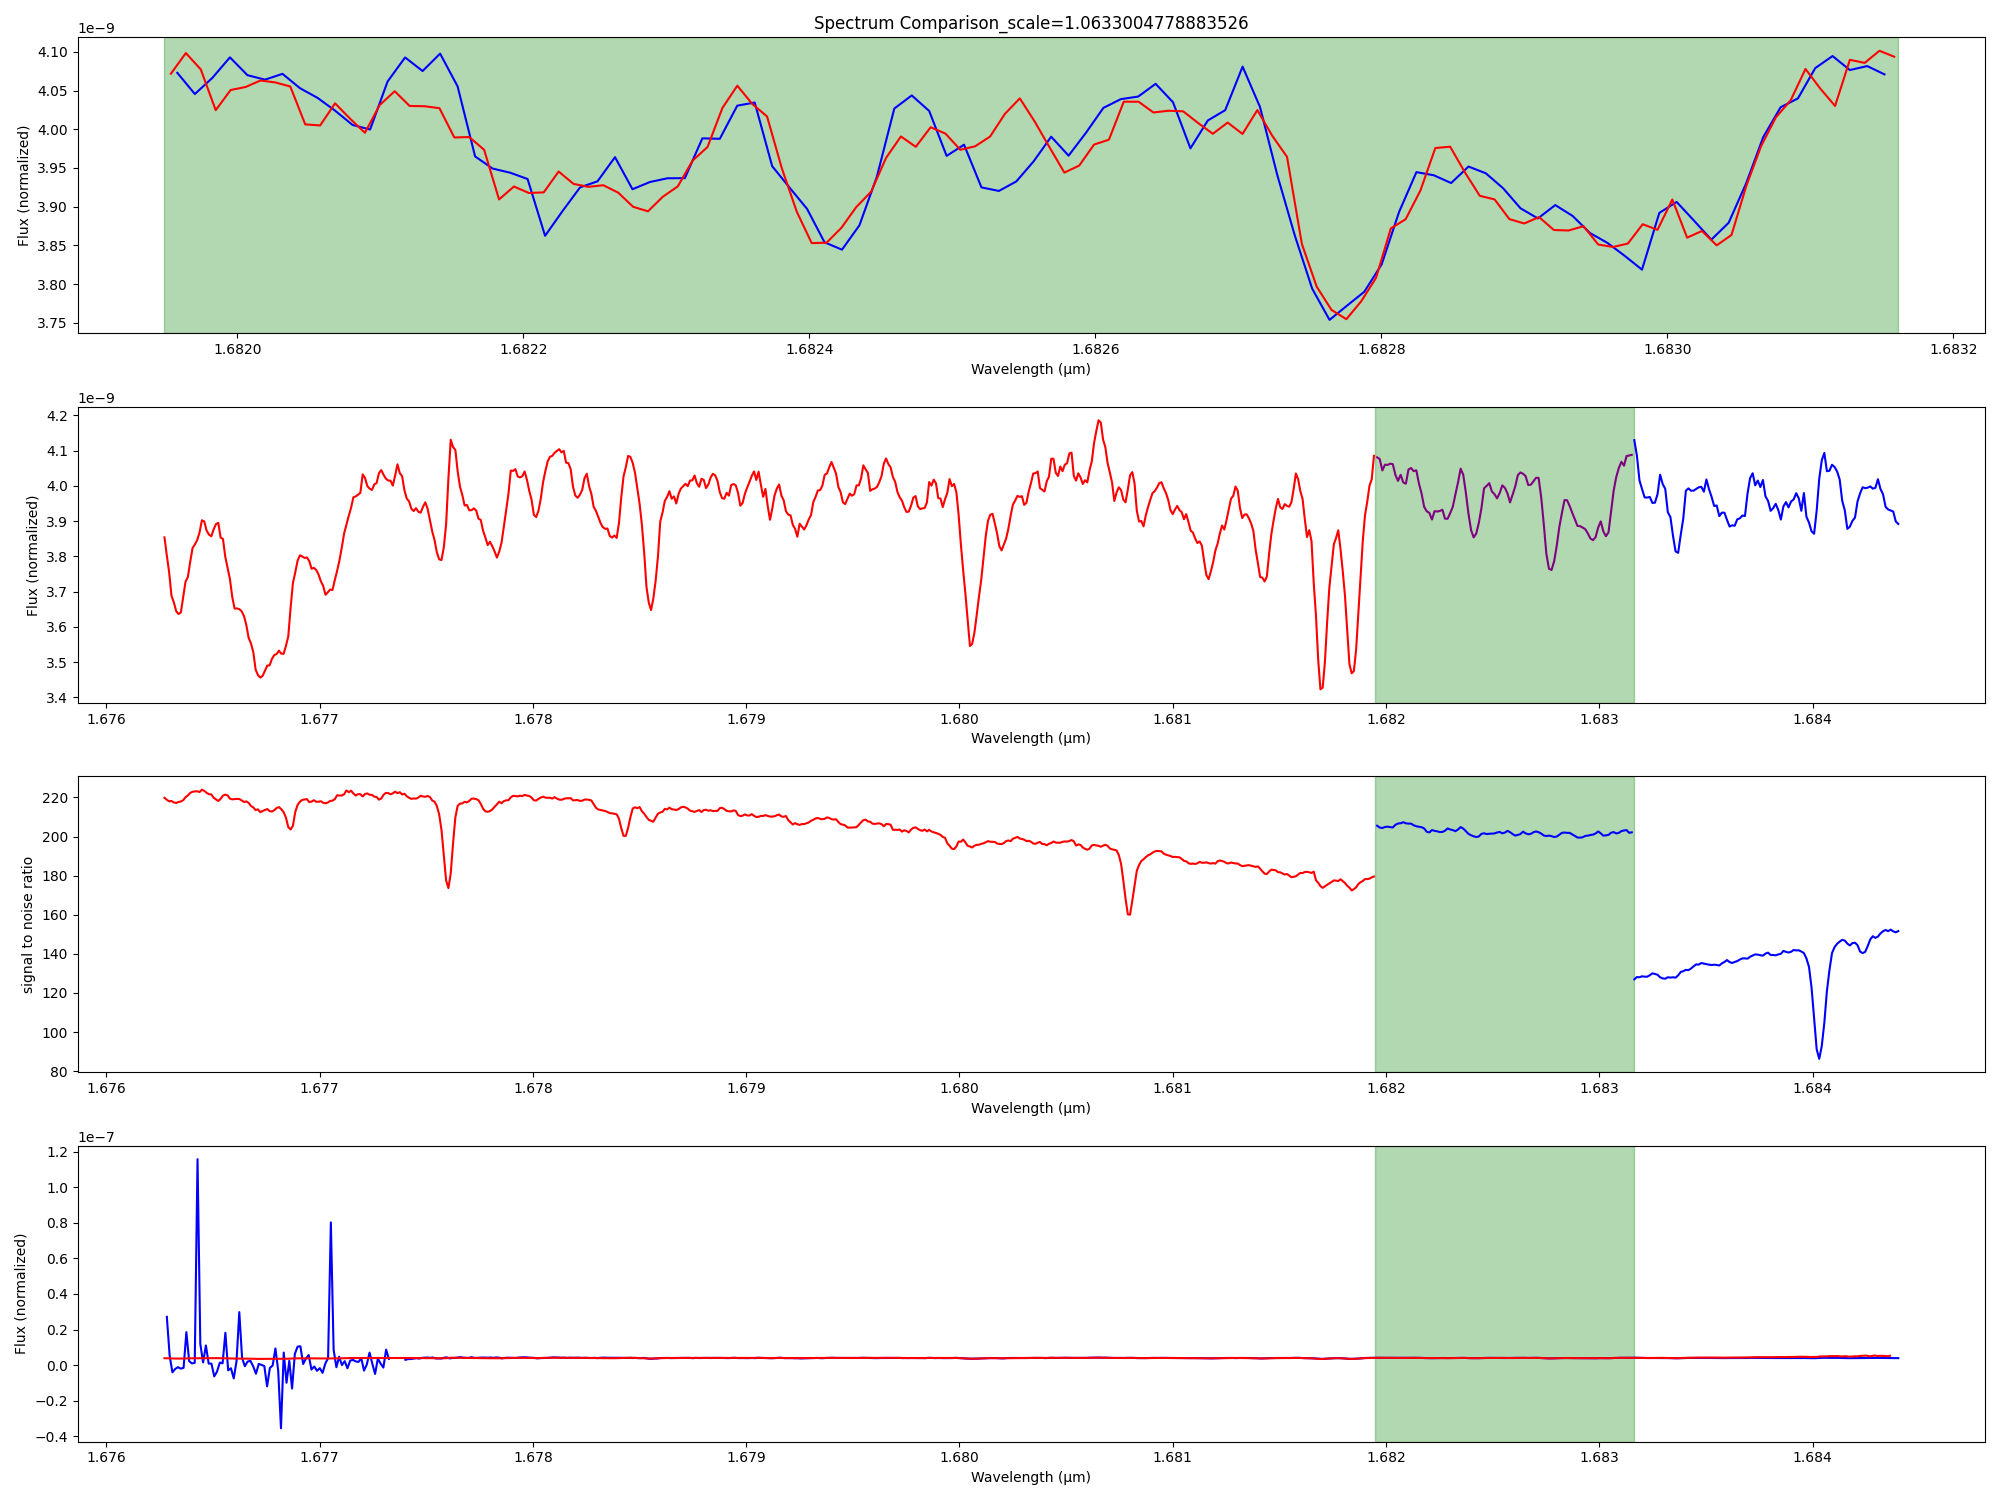 Spectrum Comparison_scale=1.0633004778883526
1e−9
4.10
4.05
4.00
3.95
3.90
3.85
3.80
3.75
Flux (normalized)
1.6820 1.6822 1.6824 1.6826 1.6828 1.6830 1.6832
Wavelength (μm)
1e−9
4.2
4.1
4.0
3.9
3.8
3.7
3.6
3.5
3.4
Flux (normalized)
1.676 1.677 1.678 1.679 1.680 1.681 1.682 1.683 1.684
Wavelength (μm)
220
200
180
160
140
120
100
80
signal to noise ratio
1.676 1.677 1.678 1.679 1.680 1.681 1.682 1.683 1.684
Wavelength (μm)
1e−7
1.2
1.0
0.8
0.6
0.4
0.2
0.0
−0.2
−0.4
Flux (normalized)
1.676 1.677 1.678 1.679 1.680 1.681 1.682 1.683 1.684
Wavelength (μm)